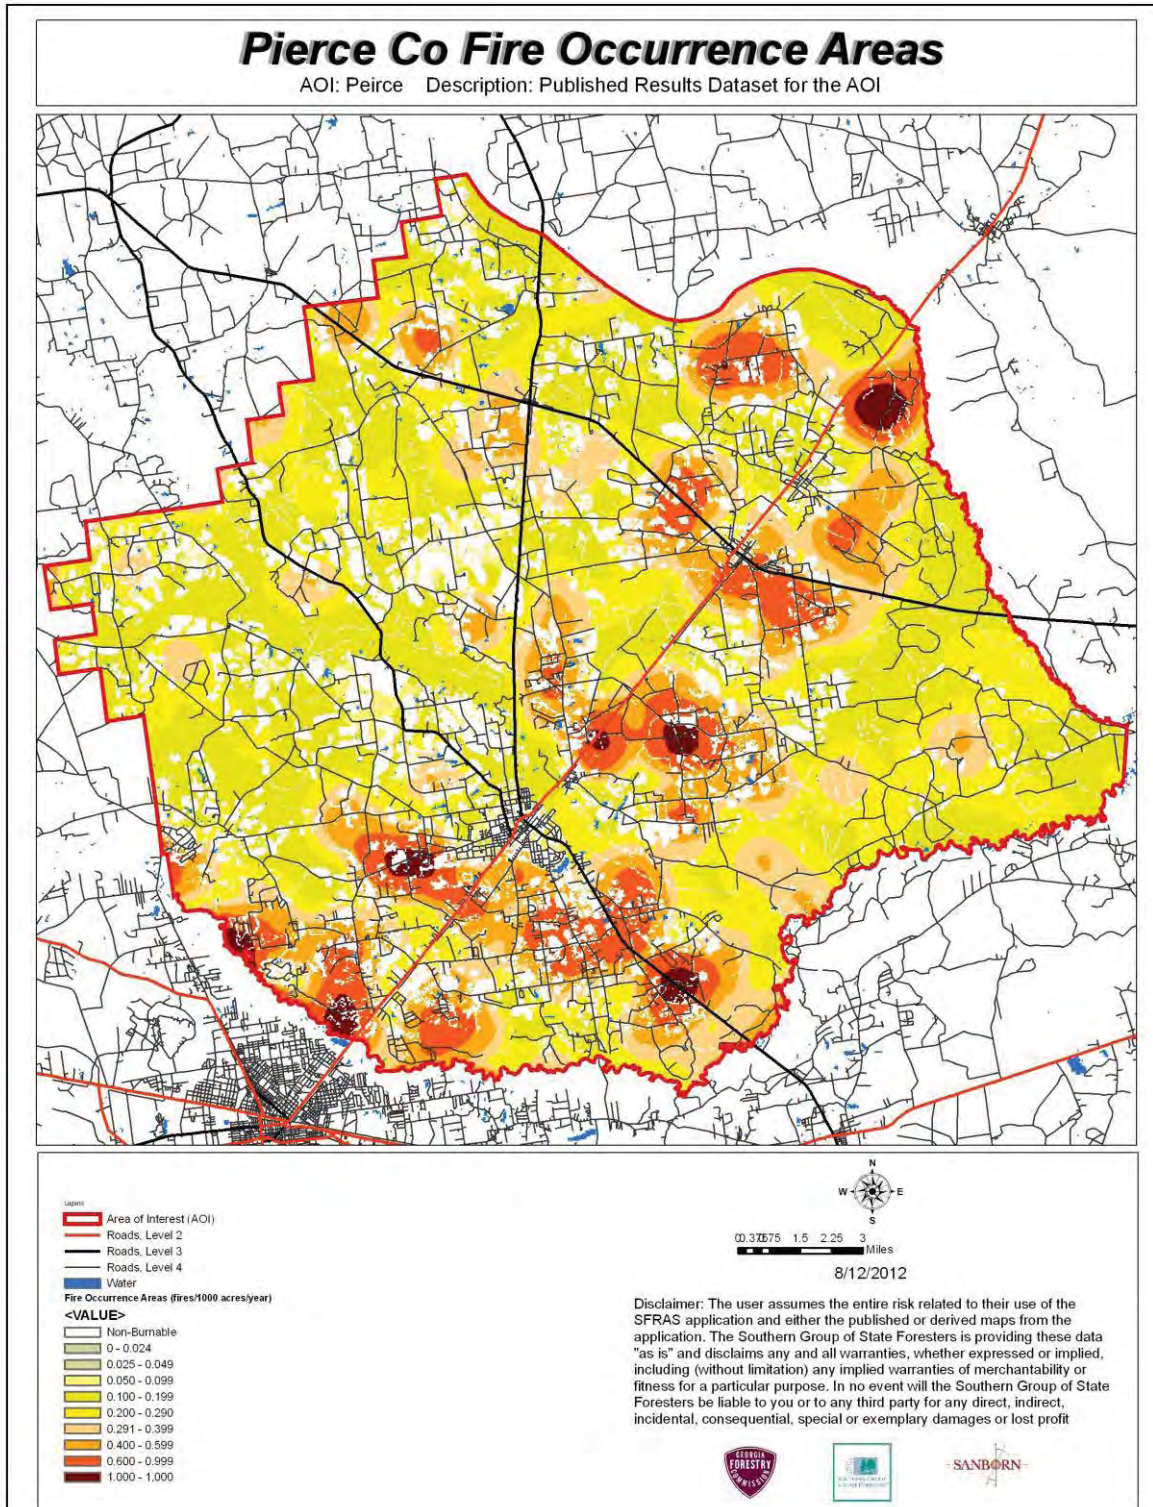 Pierce Co Fire Occurrence Areas
AOI: Peirce Description: Published Results Dataset for the AOI
Legend
Area of Interest (AOI)
Roads, Level 2
Roads, Level 3
Roads, Level 4
Water
Fire Occurrence Areas (fires/1000 acres/year)
<VALUE>
Non-Burnable
0 - 0.024
0.025 - 0.049
0.050 - 0.099
0.100 - 0.199
0.200 - 0.290
0.291 - 0.399
0.400 - 0.599
0.600 - 0.999
1.000 - 1,000
N
W E
S
0 0.375 0.75 1.5 2.25 3
Miles
8/12/2012
Disclaimer: The user assumes the entire risk related to their use of the
SFRAS application and either the published or derived maps from the
application. The Southern Group of State Foresters is providing these data
"as is" and disclaims any and all warranties, whether expressed or implied,
including (without limitation) any implied warranties of merchantability or
fitness for a particular purpose. In no event will the Southern Group of State
Foresters be liable to you or to any third party for any direct, indirect,
incidental, consequential, special or exemplary damages or lost profit
GEORGIA
FORESTRY
COMMISSION
SANBORN